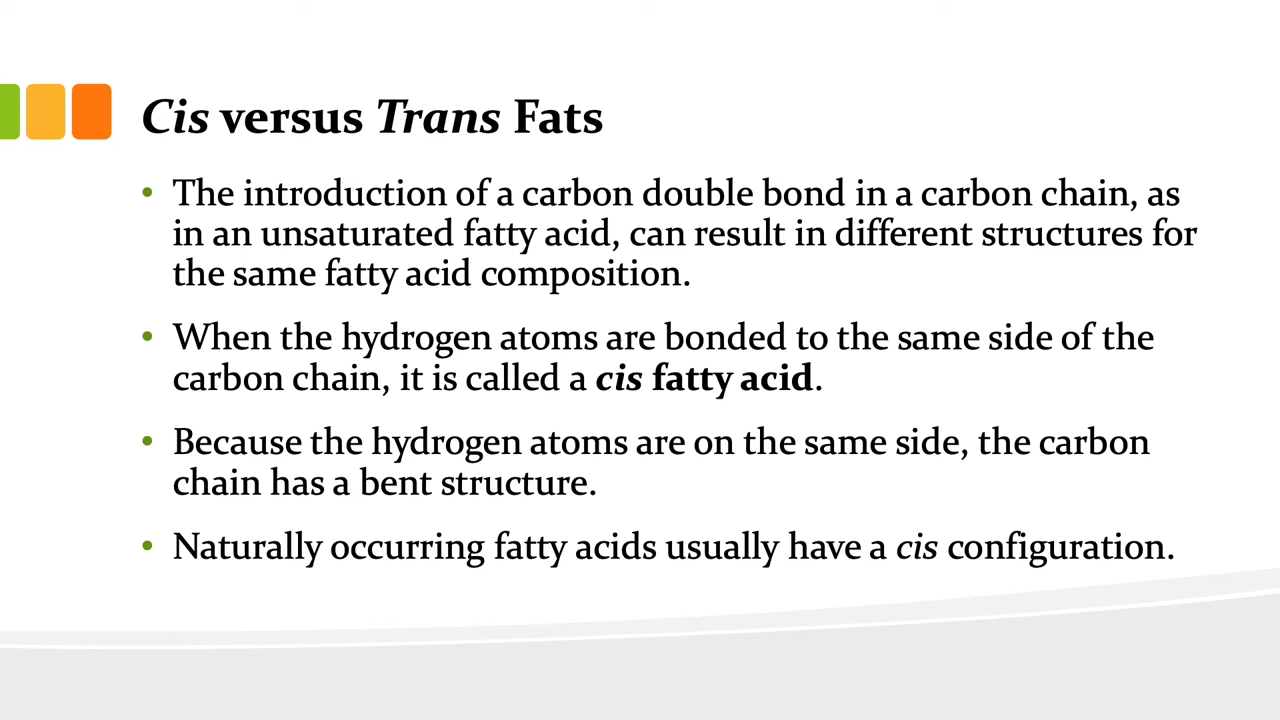 Cis versus Trans Fats
• The introduction of a carbon double bond in a carbon chain, as
in an unsaturated fatty acid, can result in different structures for
the same fatty acid composition.
• When the hydrogen atoms are bonded to the same side of the
carbon chain, it is called a cis fatty acid.
• Because the hydrogen atoms are on the same side, the carbon
chain has a bent structure.
• Naturally occurring fatty acids usually have a cis configuration.